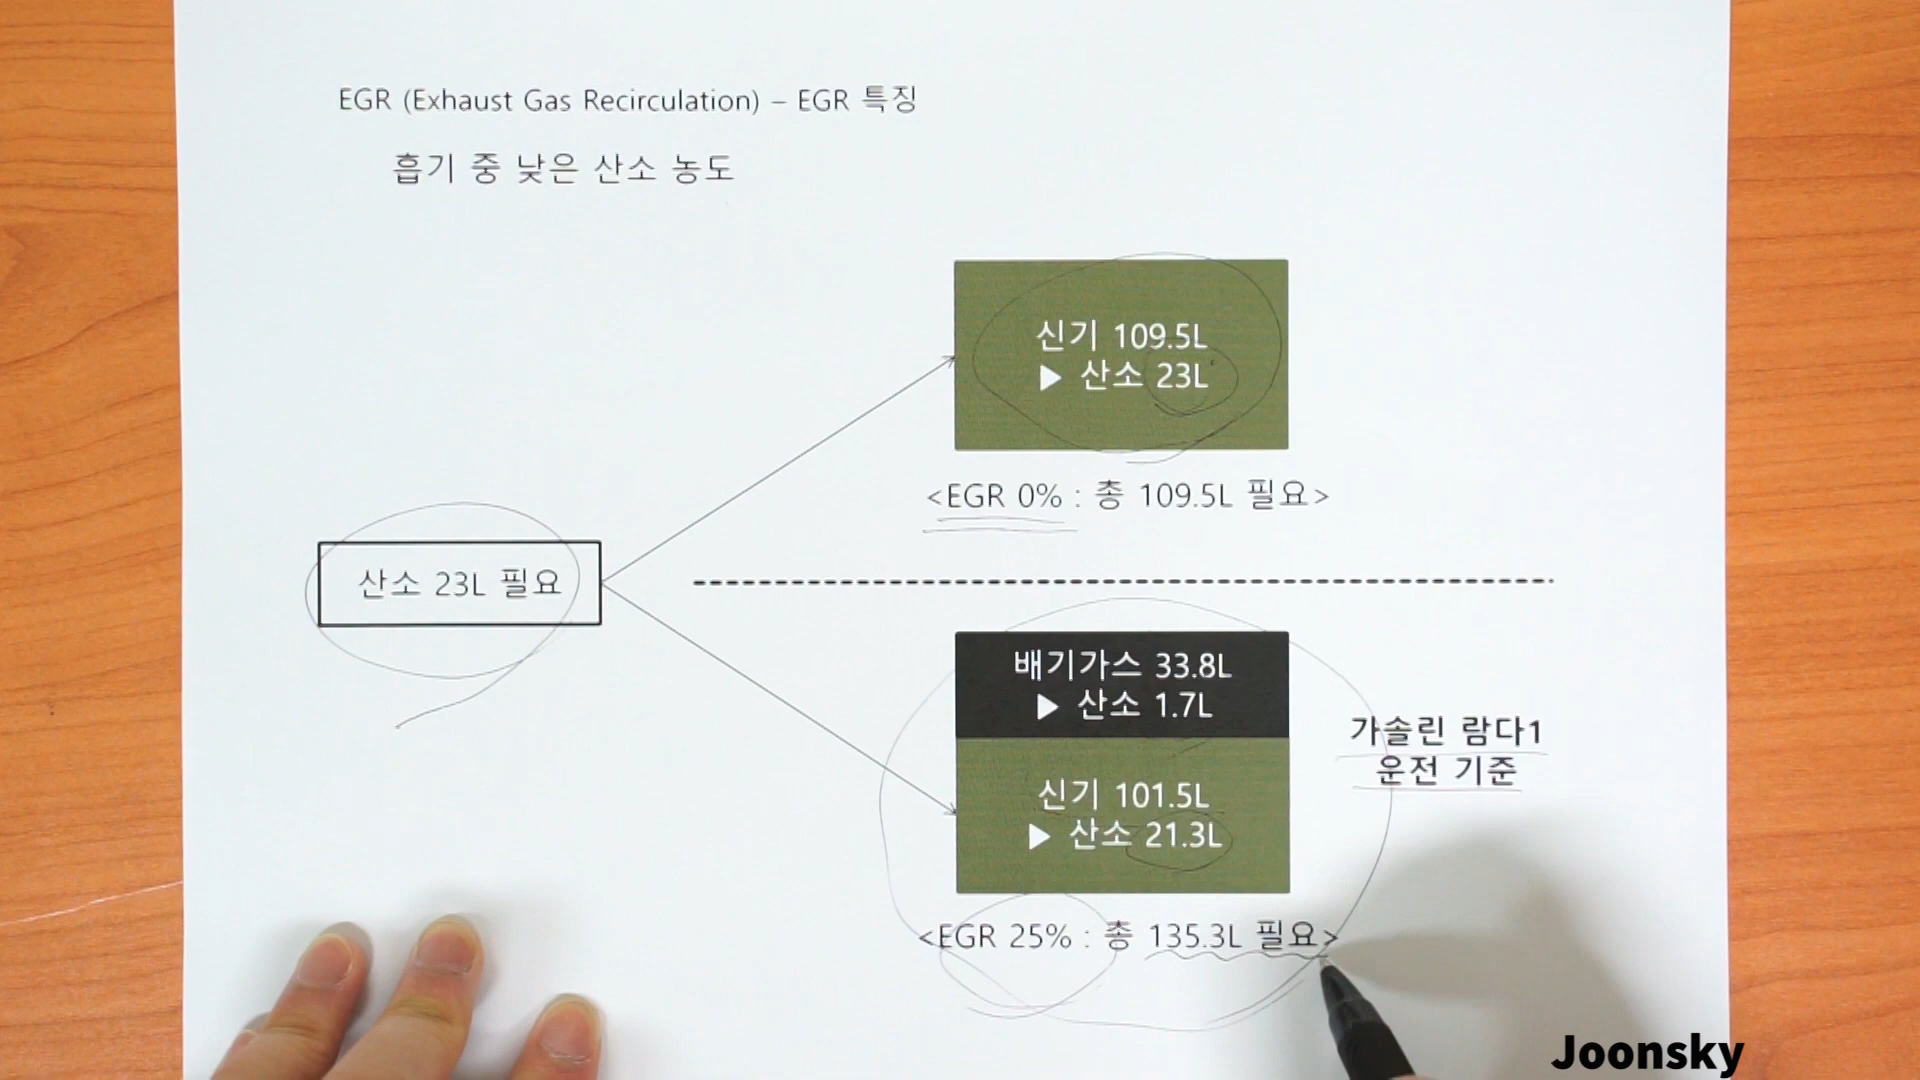 EGR (Exhaust Gas Recirculation) – EGR 특징
흡기 중 낮은 산소 농도
신기 109.5L
▶ 산소 23L
<EGR 0% : 총 109.5L 필요>
산소 23L 필요
배기가스 33.8L
▶ 산소 1.7L
가솔린 람다1
운전 기준
신기 101.5L
▶ 산소 21.3L
<EGR 25% : 총 135.3L 필요>
Joonsky